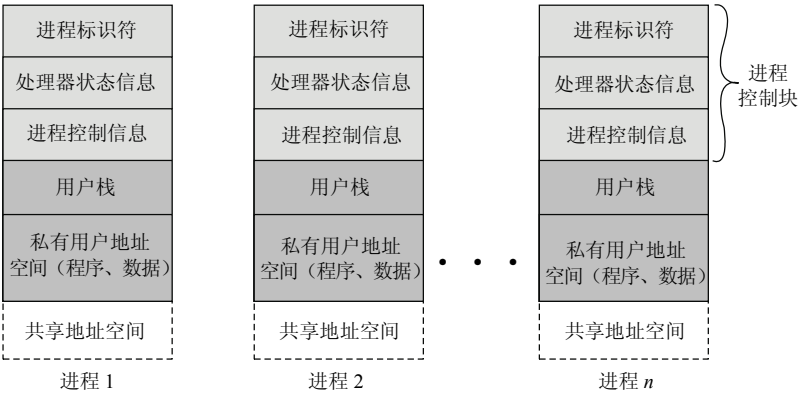 进程标识符
处理器状态信息
进程控制信息
用户栈
私有用户地址
空间（程序、数据）
共享地址空间
进程 1
进程标识符
处理器状态信息
进程控制信息
用户栈
私有用户地址
空间（程序、数据）
共享地址空间
进程 2
进程标识符
处理器状态信息
进程控制信息
用户栈
私有用户地址
空间（程序、数据）
共享地址空间
进程 n
进程
控制块